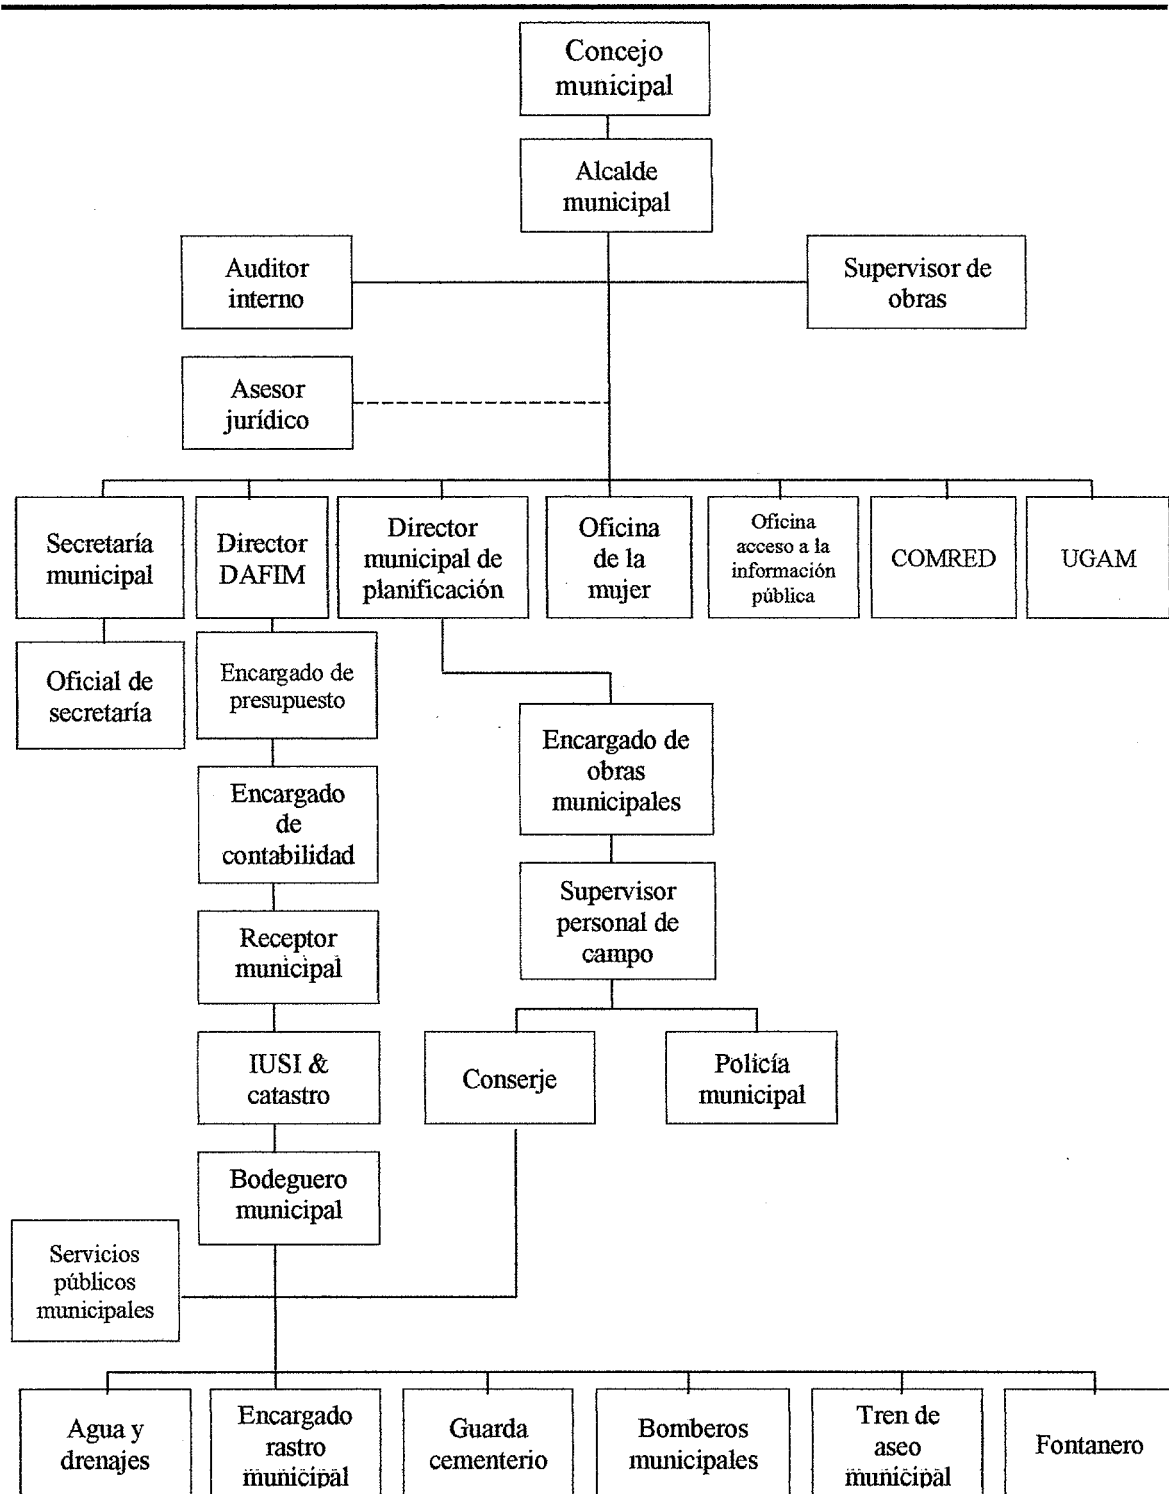 Concejo
municipal
Alcalde
municipal
Auditor
interno
Supervisor de
obras
Asesor
jurídico
Secretaría
municipal
Director
DAFIM
Director
municipal de
planificación
Oficina
de la
mujer
Oficina
acceso a la
información
pública
COMRED
UGAM
Oficial de
secretaría
Encargado de
presupuesto
Encargado de
obras
municipales
Encargado
de
contabilidad
Supervisor
personal de
campo
Receptor
municipal
IUSI &
catastro
Conserje
Policía
municipal
Bodeguero
municipal
Servicios
públicos
municipales
Agua y
drenajes
Encargado
rastro
municipal
Guarda
cementerio
Bomberos
municipales
Tren de
aseo
municipal
Fontanero